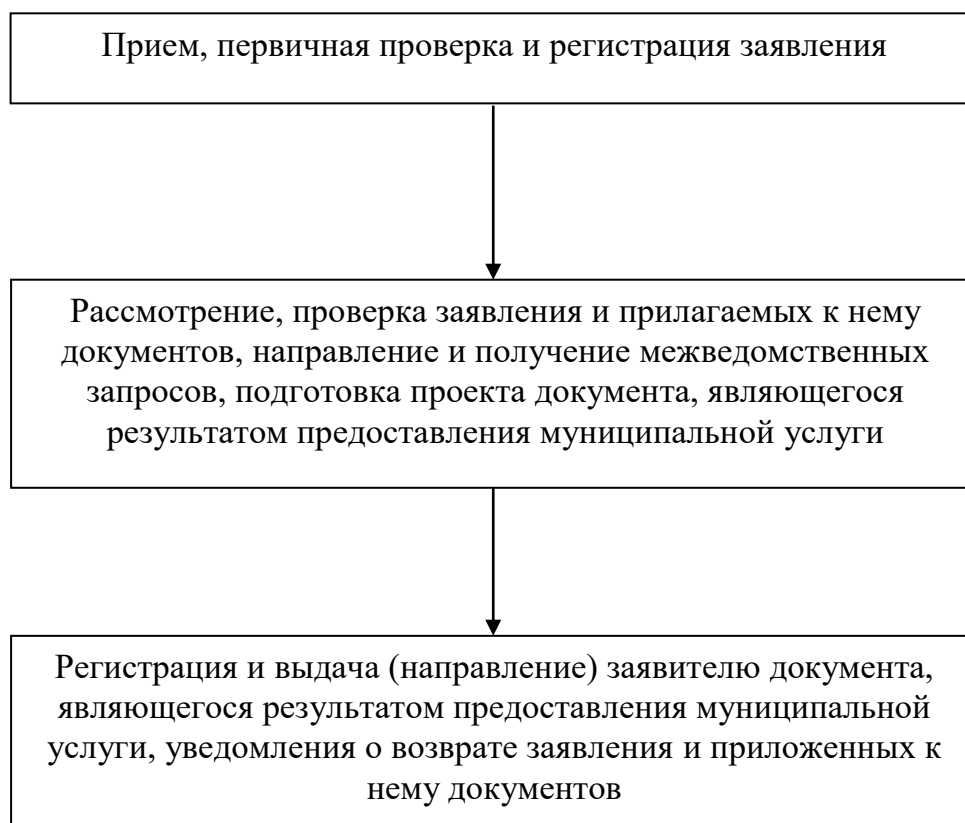 Прием, первичная проверка и регистрация заявления
Рассмотрение, проверка заявления и прилагаемых к нему
документов, направление и получение межведомственных
запросов, подготовка проекта документа, являющегося
результатом предоставления муниципальной услуги
Регистрация и выдача (направление) заявителю документа,
являющегося результатом предоставления муниципальной
услуги, уведомления о возврате заявления и приложенных к
нему документов